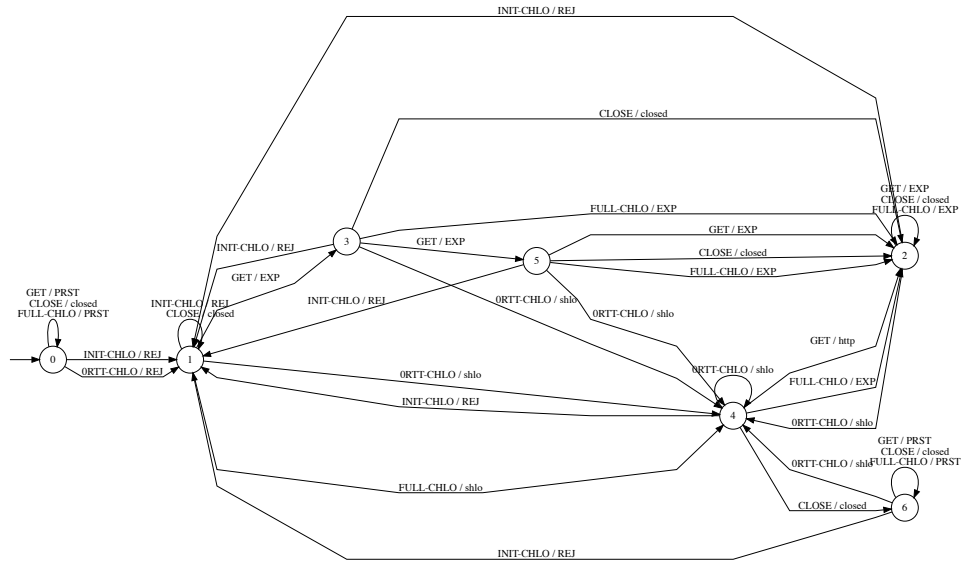 INIT-CHLO / REJ
CLOSE / closed
GET / EXP
CLOSE / closed
FULL-CHLO / EXP
FULL-CHLO / EXP
GET / EXP
3
INIT-CHLO / REJ
GET / EXP
CLOSE / closed
2
5
FULL-CHLO / EXP
GET / EXP
INIT-CHLO / REJ
0RTT-CHLO / shlo
0RTT-CHLO / shlo
GET / PRST
CLOSE / closed
FULL-CHLO / PRST
INIT-CHLO / REJ
CLOSE / closed
GET / http
0
INIT-CHLO / REJ
0RTT-CHLO / REJ
1
0RTT-CHLO / shlo
0RTT-CHLO / shlo
FULL-CHLO / EXP
INIT-CHLO / REJ
4
0RTT-CHLO / shlo
GET / PRST
CLOSE / closed
FULL-CHLO / PRST
0RTT-CHLO / shlo
FULL-CHLO / shlo
CLOSE / closed
6
INIT-CHLO / REJ